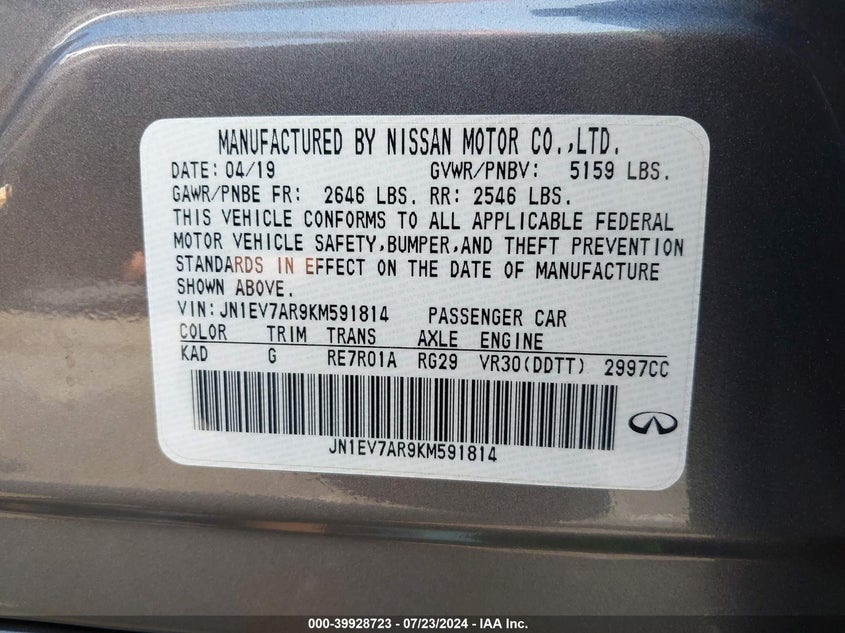 MANUFACTURED BY NISSAN MOTOR CO.,LTD.
DATE: 04/19 GVWR/PNBV: 5159 LBS.
GAWR/PNBE FR: 2646 LBS. RR: 2546 LBS.
THIS VEHICLE CONFORMS TO ALL APPLICABLE FEDERAL
MOTOR VEHICLE SAFETY,BUMPER,AND THEFT PREVENTION
STANDARDS IN EFFECT ON THE DATE OF MANUFACTURE
SHOWN ABOVE.
VIN:JN1EV7AR9KM591814 PASSENGER CAR
COLOR TRIM TRANS AXLE ENGINE
KAD G RE7R01A RG29 VR30(DDTT) 2997CC
JN1EV7AR9KM591814
000-39928723 - 07/23/2024 - IAA Inc.